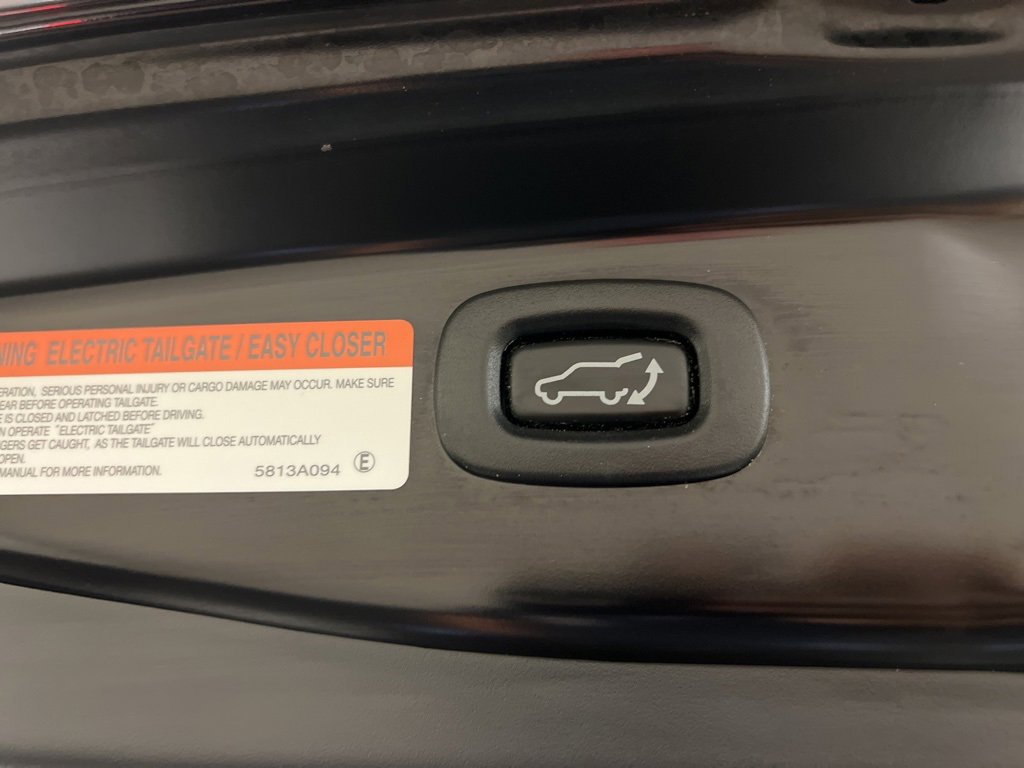 NING ELECTRIC TAILGATE / EASY CLOSER
ERATION, SERIOUS PERSONAL INJURY OR CARGO DAMAGE MAY OCCUR. MAKE SURE
EAR BEFORE OPERATING TAILGATE.
E IS CLOSED AND LATCHED BEFORE DRIVING.
N OPERATE "ELECTRIC TAILGATE"
NGERS GET CAUGHT, AS THE TAILGATE WILL CLOSE AUTOMATICALLY
OPEN.
MANUAL FOR MORE INFORMATION.
5813A094 E